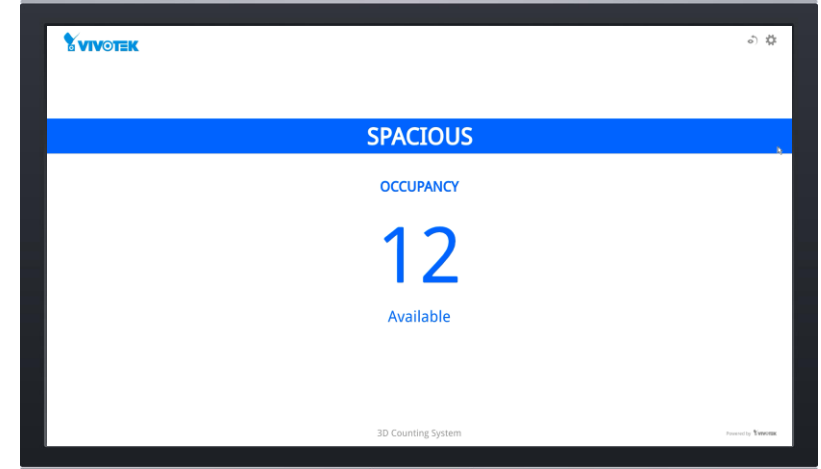 VIVOTEK
SPACIOUS
OCCUPANCY
12
Available
3D Counting System
Powered by VIVOTEK